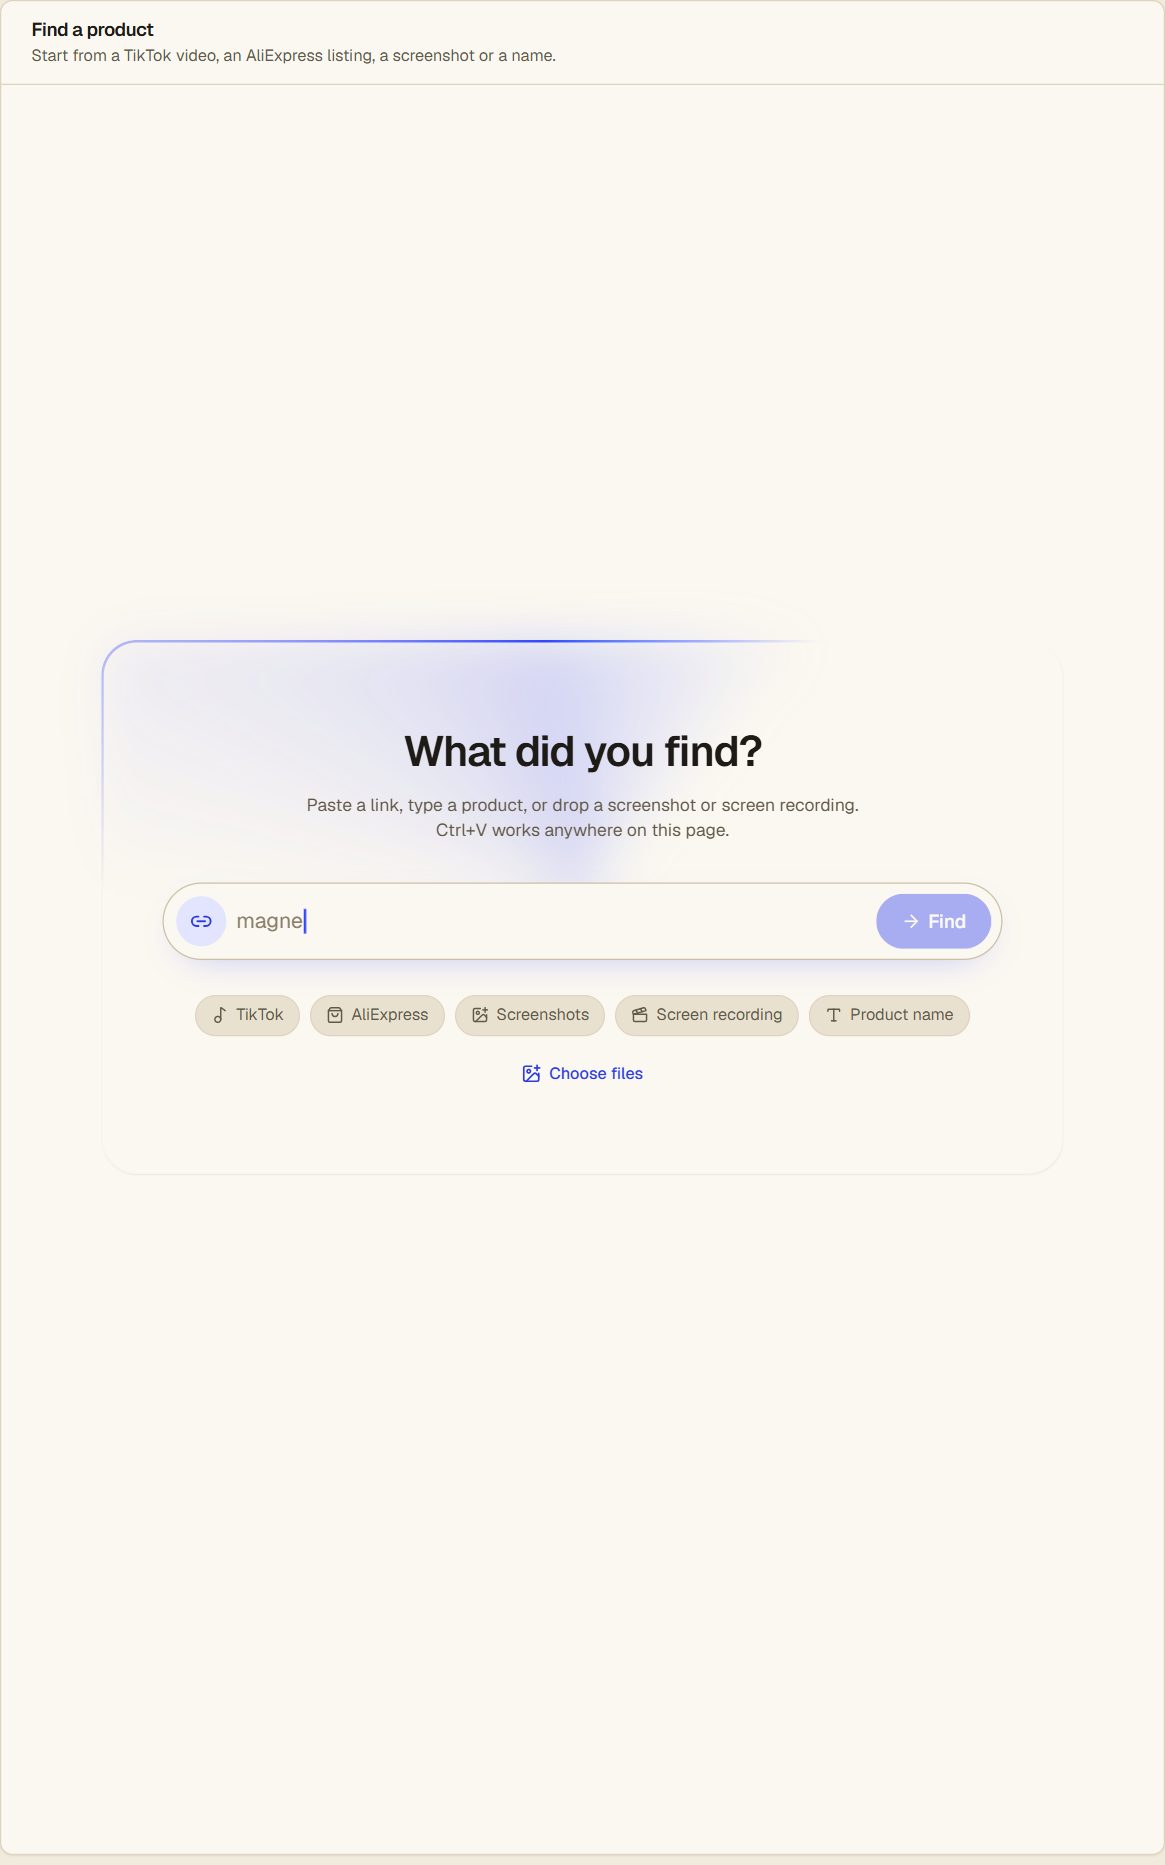 Find a product
Start from a TikTok video, an AliExpress listing, a screenshot or a name.
What did you find?
Paste a link, type a product, or drop a screenshot or screen recording.
Ctrl+V works anywhere on this page.
magne
Find
TikTok
AliExpress
Screenshots
Screen recording
Product name
Choose files